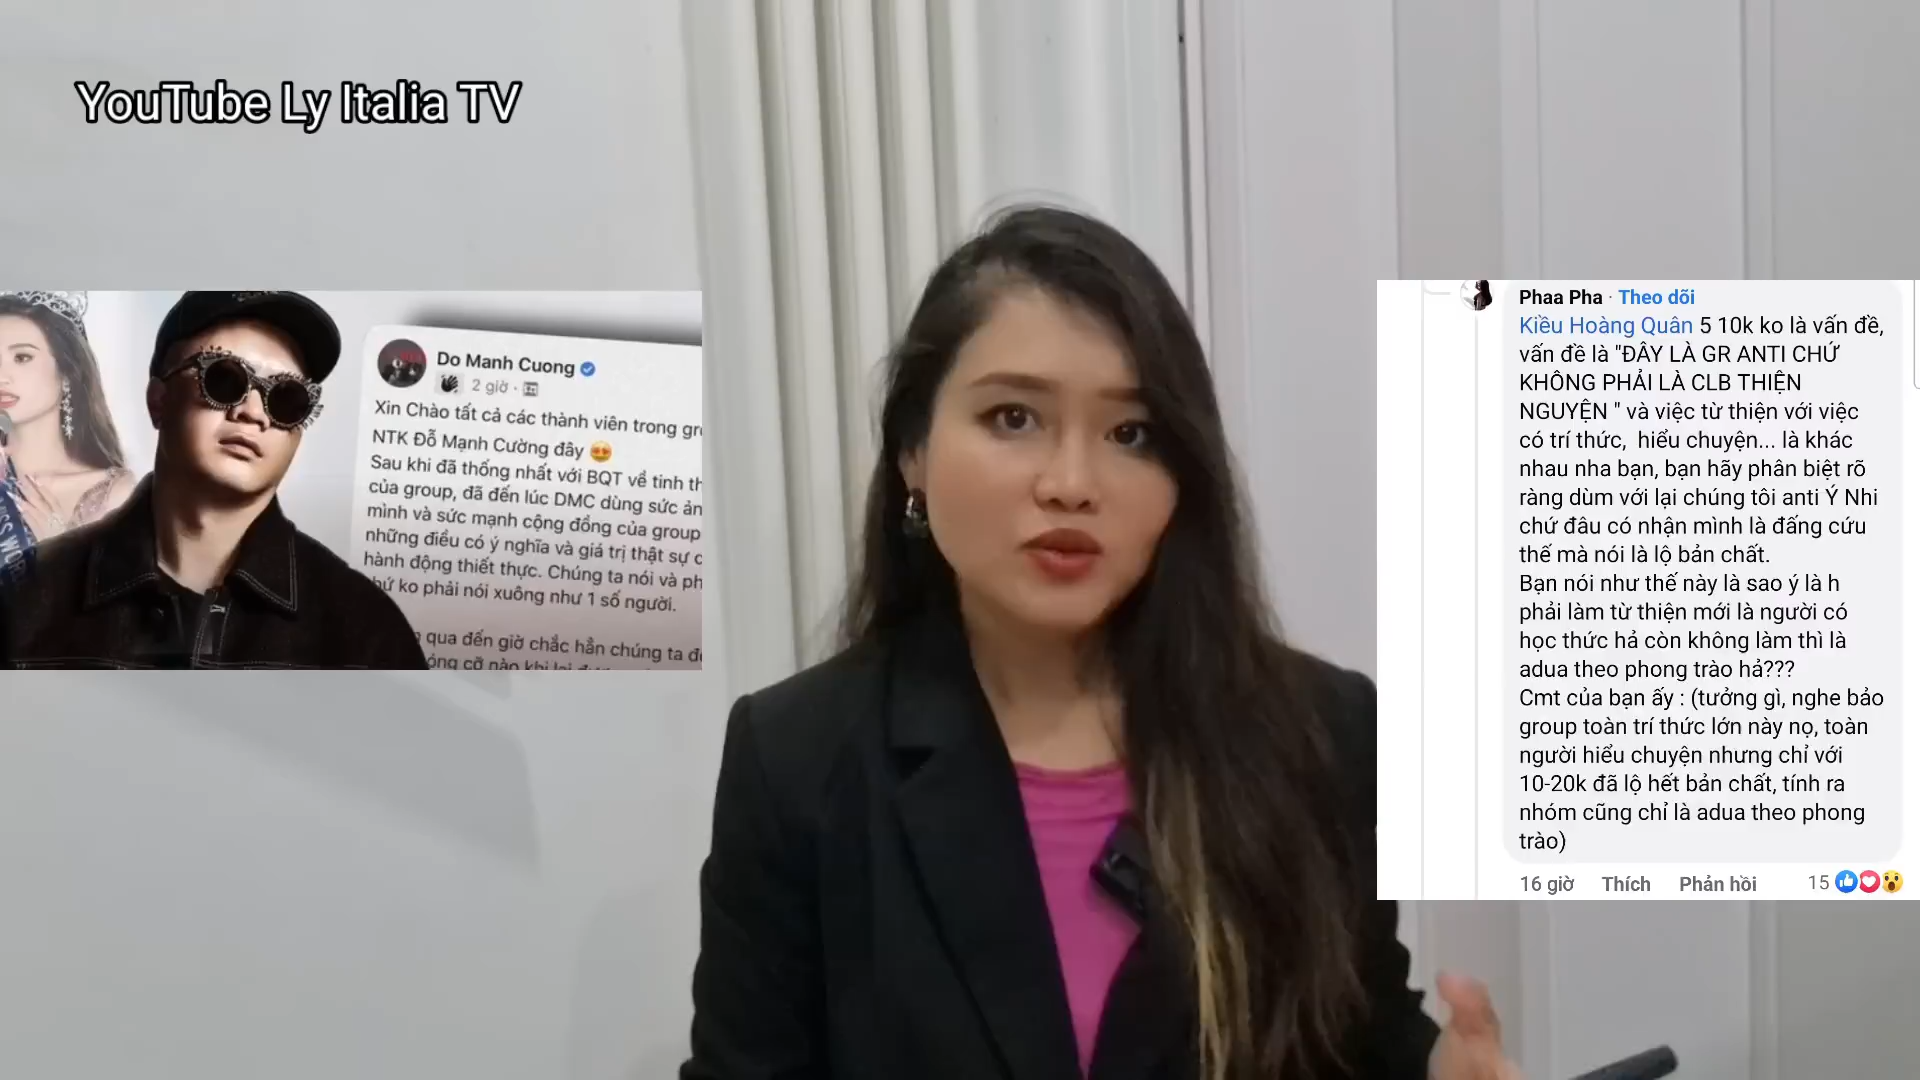 YouTube Ly Italia TV
Do Manh Cuong
2 giờ ·
Xin Chào tất cả các thành viên trong
NTK Đỗ Mạnh Cường đây 😍
Sau khi đã thống nhất với BQT về tinh
của group, đã đến lúc DMC dùng sức
mình và sức mạnh cộng đồng của group
những điều có ý nghĩa và giá trị thật sự
hành động thiết thực. Chúng ta nói và
ko phải nói xuông như 1 số người.
qua đến giờ chắc hẳn chúng ta
MISS WORLD
Phaa Pha · Theo dõi
Kiều Hoàng Quân 5 10k ko là vấn đề,
vấn đề là "ĐÂY LÀ GR ANTI CHỨ
KHÔNG PHẢI LÀ CLB THIỆN
NGUYỆN " và việc từ thiện với việc
có trí thức, hiểu chuyện... là khác
nhau nha bạn, bạn hãy phân biệt rõ
ràng dùm với lại chúng tôi anti Ý Nhi
chứ đâu có nhận mình là đấng cứu
thế mà nói là lộ bản chất.
Bạn nói như thế này là sao ý là h
phải làm từ thiện mới là người có
học thức hả còn không làm thì là
adua theo phong trào hả???
Cmt của bạn ấy : (tưởng gì, nghe bảo
group toàn trí thức lớn này nọ, toàn
người hiểu chuyện nhưng chỉ với
10-20k đã lộ hết bản chất, tính ra
nhóm cũng chỉ là adua theo phong
trào)
16 giờ Thích Phản hồi 15